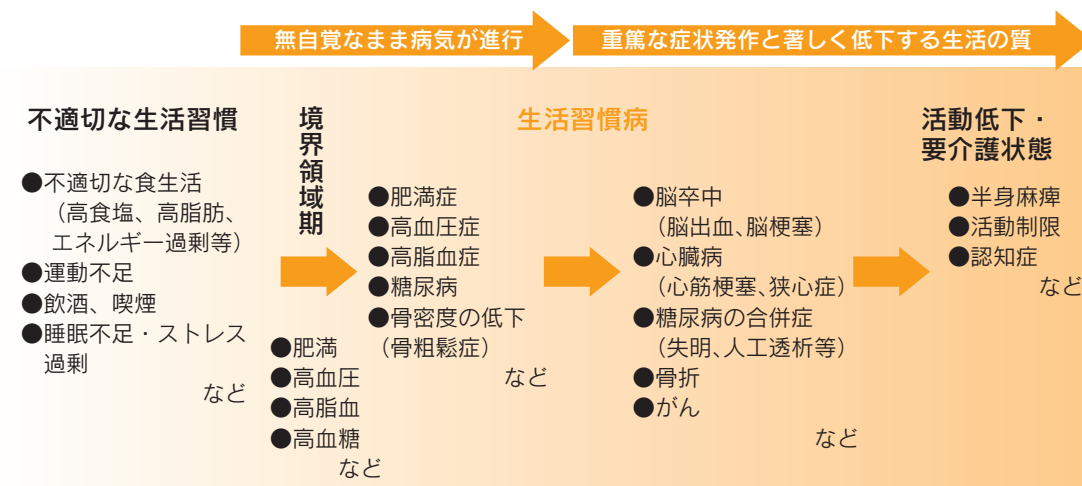 無自覚なまま病気が進行
重篤な症状発作と著しく低下する生活の質
不適切な生活習慣
●不適切な食生活
（高食塩、高脂肪、
エネルギー過剰等）
●運動不足
●飲酒、喫煙
●睡眠不足・ストレス
過剰
など
境界領域期
●肥満
●高血圧
●高脂血
●高血糖
など
生活習慣病
●肥満症
●高血圧症
●高脂血症
●糖尿病
●骨密度の低下
（骨粗鬆症）
など
●脳卒中
（脳出血、脳梗塞）
●心臓病
（心筋梗塞、狭心症）
●糖尿病の合併症
（失明、人工透析等）
●骨折
●がん
など
活動低下・
要介護状態
●半身麻痺
●活動制限
●認知症
など